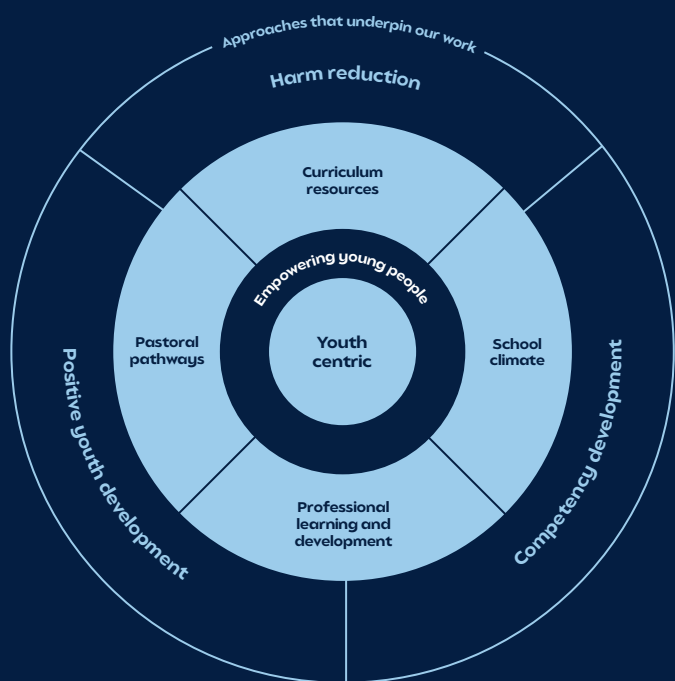 Approaches that underpin our work
Harm reduction
Curriculum
resources
Empowering young people
Youth
centric
Pastoral
pathways
School
climate
Positive youth development
Competency development
Professional
learning and
development